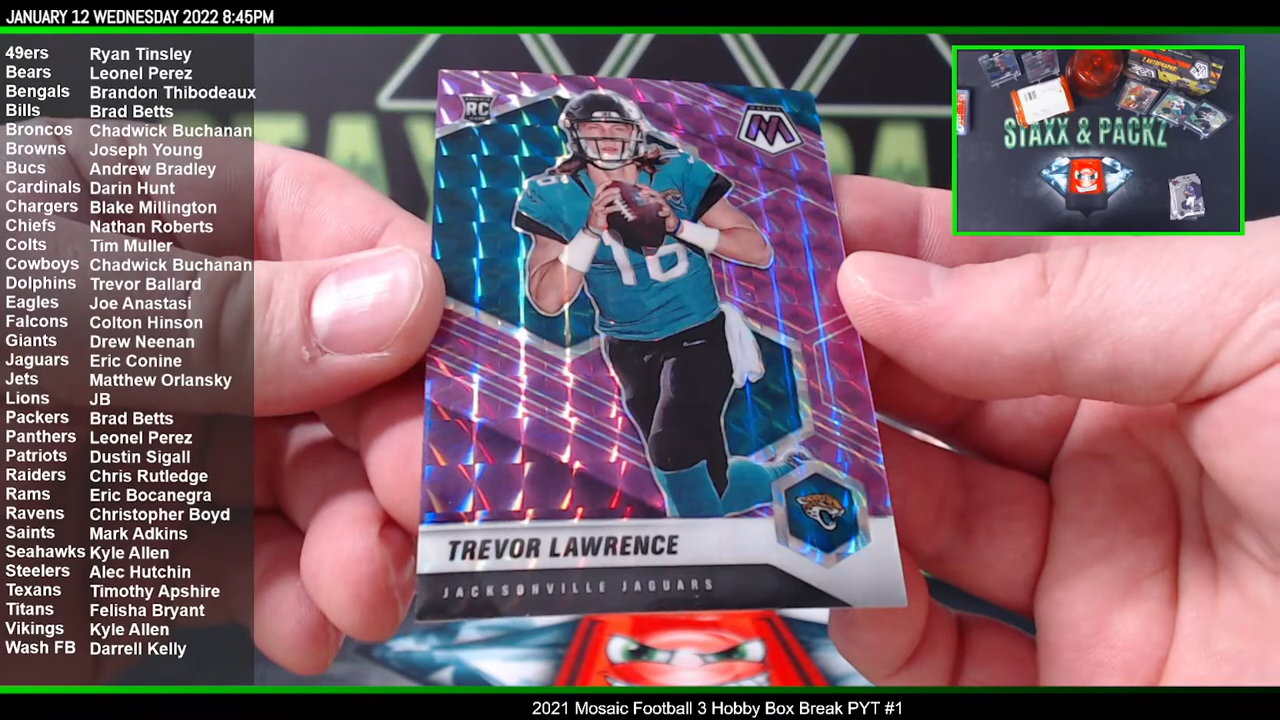 JANUARY 12 WEDNESDAY 2022 8:45PM
49ers Ryan Tinsley
Bears Leonel Perez
Bengals Brandon Thibodeaux
Bills Brad Betts
Broncos Chadwick Buchanan
Browns Joseph Young
Bucs Andrew Bradley
Cardinals Darin Hunt
Chargers Blake Millington
Chiefs Nathan Roberts
Colts Tim Muller
Cowboys Chadwick Buchanan
Dolphins Trevor Ballard
Eagles Joe Anastasi
Falcons Colton Hinson
Giants Drew Neenan
Jaguars Eric Conine
Jets Matthew Orlansky
Lions JB
Packers Brad Betts
Panthers Leonel Perez
Patriots Dustin Sigall
Raiders Chris Rutledge
Rams Eric Bocanegra
Ravens Christopher Boyd
Saints Mark Adkins
Seahawks Kyle Allen
Steelers Alec Hutchin
Texans Timothy Apshire
Titans Felisha Bryant
Vikings Kyle Allen
Wash FB Darrell Kelly
RC
MOSAIC
16
TREVOR LAWRENCE
JACKSONVILLE JAGUARS
STAXX & PACKZ
2021 Mosaic Football 3 Hobby Box Break PYT #1